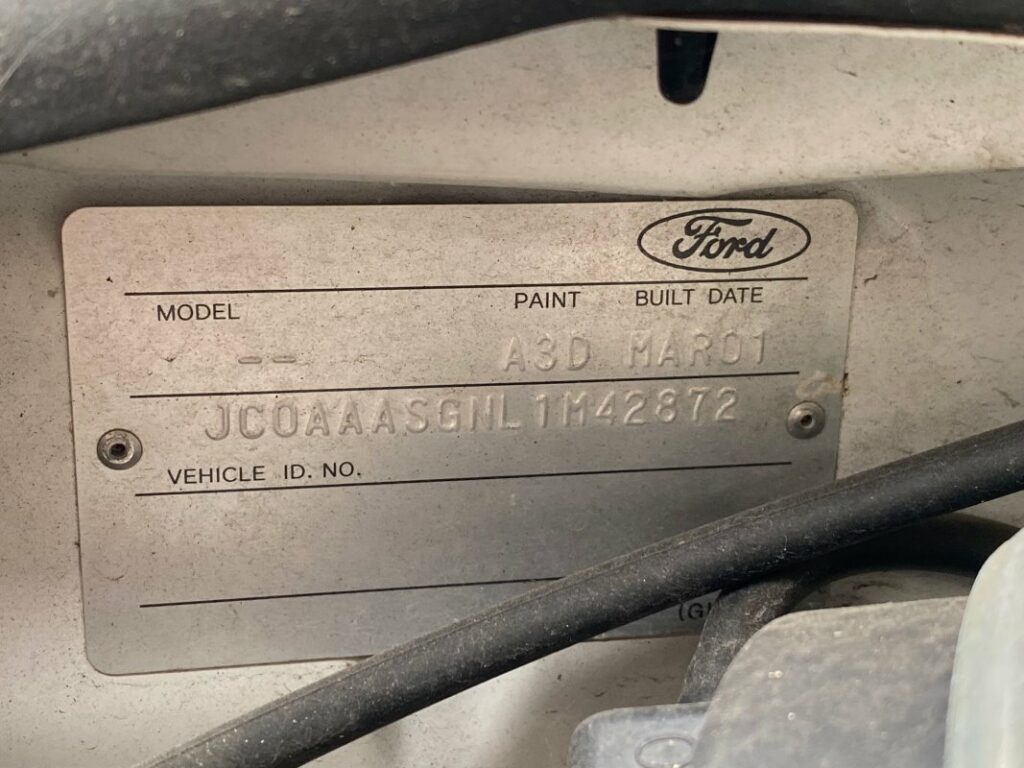 Ford
MODEL PAINT BUILT DATE
-- A3D MAR01
JC0AAASGNL1M42872
VEHICLE ID. NO.